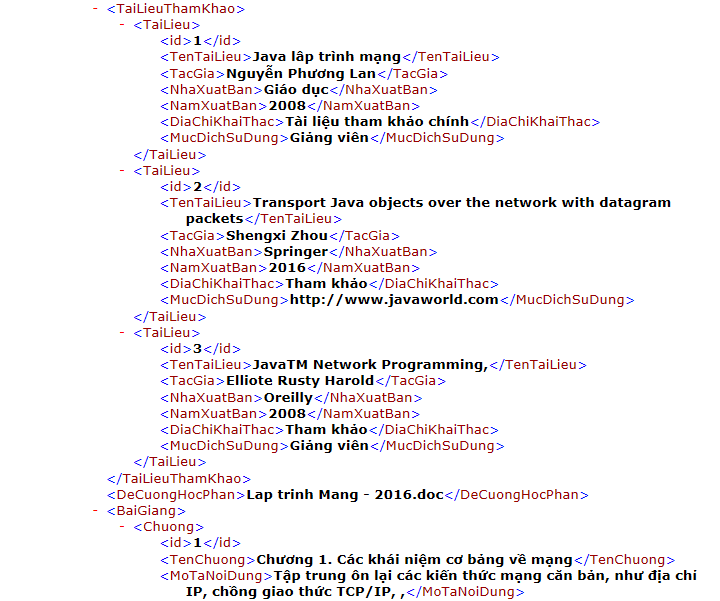 - <TaiLieuThamKhao>
- <TaiLieu>
<id>1</id>
<TenTaiLieu>Java lâp trình mạng</TenTaiLieu>
<TacGia>Nguyễn Phương Lan</TacGia>
<NhaXuatBan>Giáo dục</NhaXuatBan>
<NamXuatBan>2008</NamXuatBan>
<DiaChiKhaiThac>Tài liệu tham khảo chính</DiaChiKhaiThac>
<MucDichSuDung>Giảng viên</MucDichSuDung>
</TaiLieu>
- <TaiLieu>
<id>2</id>
<TenTaiLieu>Transport Java objects over the network with datagram
packets</TenTaiLieu>
<TacGia>Shengxi Zhou</TacGia>
<NhaXuatBan>Springer</NhaXuatBan>
<NamXuatBan>2016</NamXuatBan>
<DiaChiKhaiThac>Tham khảo</DiaChiKhaiThac>
<MucDichSuDung>http://www.javaworld.com</MucDichSuDung>
</TaiLieu>
- <TaiLieu>
<id>3</id>
<TenTaiLieu>JavaTM Network Programming,</TenTaiLieu>
<TacGia>Elliote Rusty Harold</TacGia>
<NhaXuatBan>Oreilly</NhaXuatBan>
<NamXuatBan>2008</NamXuatBan>
<DiaChiKhaiThac>Tham khảo</DiaChiKhaiThac>
<MucDichSuDung>Giảng viên</MucDichSuDung>
</TaiLieu>
</TaiLieuThamKhao>
<DeCuongHocPhan>Lap trinh Mang - 2016.doc</DeCuongHocPhan>
- <BaiGiang>
- <Chuong>
<id>1</id>
<TenChuong>Chương 1. Các khái niệm cơ bảng về mạng</TenChuong>
<MoTaNoiDung>Tập trung ôn lại các kiến thức mạng căn bản, như địa chỉ
IP, chồng giao thức TCP/IP, ,</MoTaNoiDung>